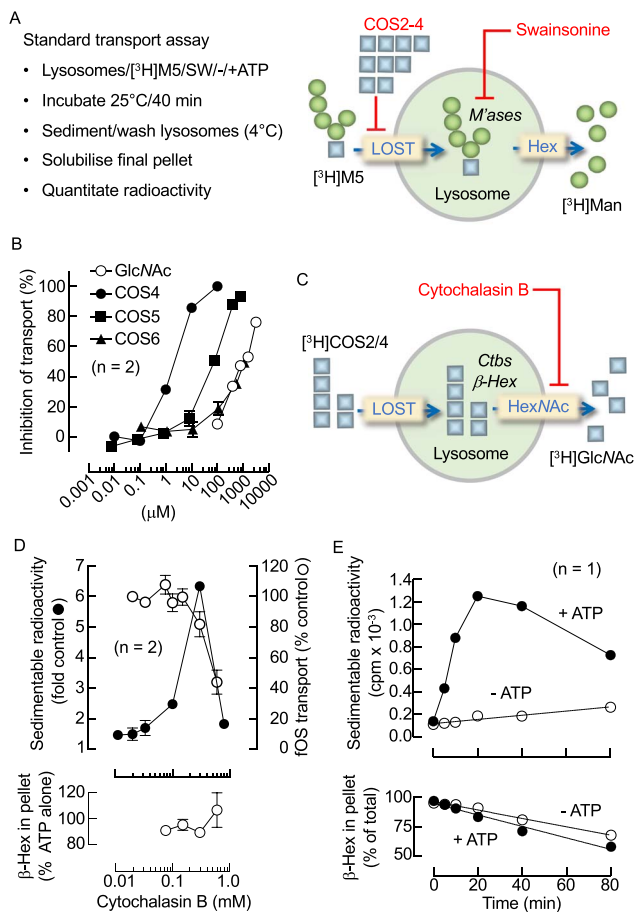 A
Standard transport assay
• Lysosomes/[³H]M5/SW/-/+ATP
• Incubate 25°C/40 min
• Sediment/wash lysosomes (4°C)
• Solubilise final pellet
• Quantitate radioactivity
COS2-4
Swainsonine
M'ases
LOST
Hex
[³H]M5
Lysosome
[³H]Man
B
GlcNAc
COS4
COS5
COS6
(n = 2)
Inhibition of transport (%)
100
80
60
40
20
0
0.001
0.01
0.1
1
10
100
1000
10000
(µM)
C
Cytochalasin B
[³H]COS2/4
Ctbs
β-Hex
LOST
HexNAc
Lysosome
[³H]GlcNAc
D
Sedimentable radioactivity
(fold control)
7
6
5
4
3
2
1
(n = 2)
120
100
80
60
40
20
0
fOS transport (% control)
β-Hex in pellet
(% ATP alone)
120
100
80
0.01
0.1
1.0
Cytochalasin B (mM)
E
(n = 1)
Sedimentable radioactivity
(cpm x 10⁻³)
1.4
1.2
1.0
0.8
0.6
0.4
0.2
0.0
+ ATP
- ATP
β-Hex in pellet
(% of total)
100
75
50
- ATP
+ ATP
0
20
40
60
80
Time (min)